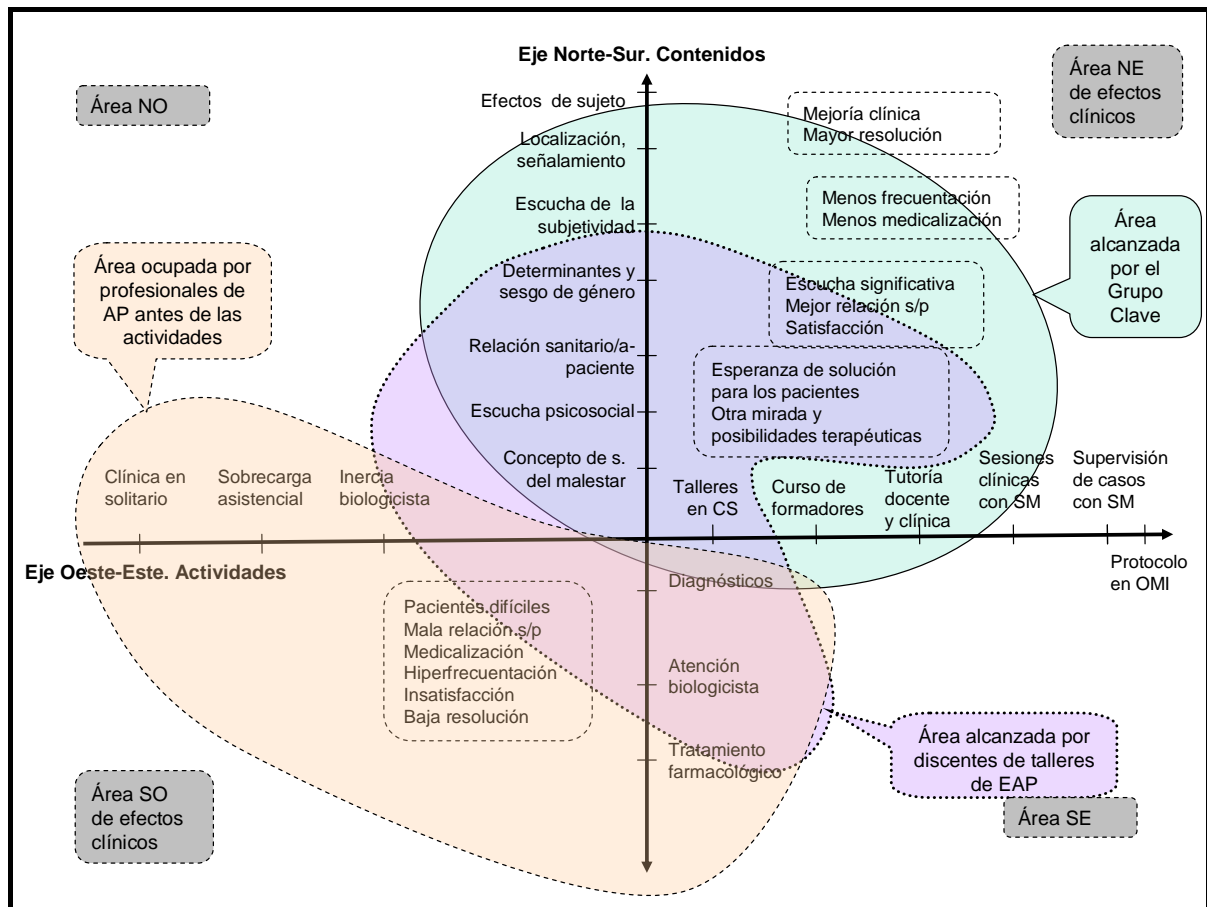 Eje Norte-Sur. Contenidos
Área NO
Área NE
de efectos
clínicos
Efectos de sujeto
Localización,
señalamiento
Escucha de la
subjetividad
Determinantes y
sesgo de género
Relación sanitario/a-
paciente
Escucha psicosocial
Concepto de s.
del malestar
Mejoría clínica
Mayor resolución
Menos frecuentación
Menos medicalización
Escucha significativa
Mejor relación s/p
Satisfacción
Esperanza de solución
para los pacientes
Otra mirada y
posibilidades terapéuticas
Área
alcanzada
por el
Grupo
Clave
Área ocupada por
profesionales de
AP antes de las
actividades
Clínica en
solitario
Sobrecarga
asistencial
Inercia
biologicista
Talleres
en CS
Curso de
formadores
Tutoría
docente
y clínica
Sesiones
clínicas
con SM
Supervisión
de casos
con SM
Protocolo
en OMI
Eje Oeste-Este. Actividades
Pacientes difíciles
Mala relación s/p
Medicalización
Hiperfrecuentación
Insatisfacción
Baja resolución
Diagnósticos
Atención
biologicista
Tratamiento
farmacológico
Área alcanzada por
discentes de talleres
de EAP
Área SO
de efectos
clínicos
Área SE